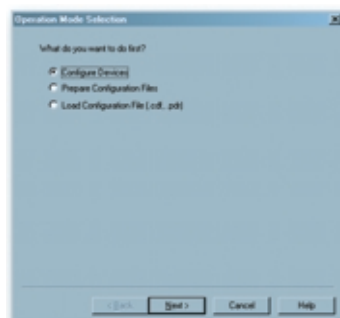 Operation Mode Selection
What do you want to do first?
Configure Devices
Prepare Configuration Files
Load Configuration File (.cdf, .pdr)
< Back Next > Cancel Help